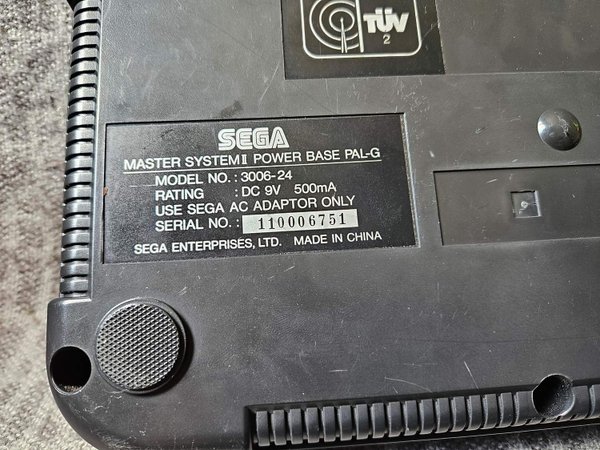 TÜV
2
SEGA
MASTER SYSTEM II POWER BASE PAL-G
MODEL NO. : 3006-24
RATING : DC 9V 500mA
USE SEGA AC ADAPTOR ONLY
SERIAL NO. : 110006751
SEGA ENTERPRISES, LTD. MADE IN CHINA